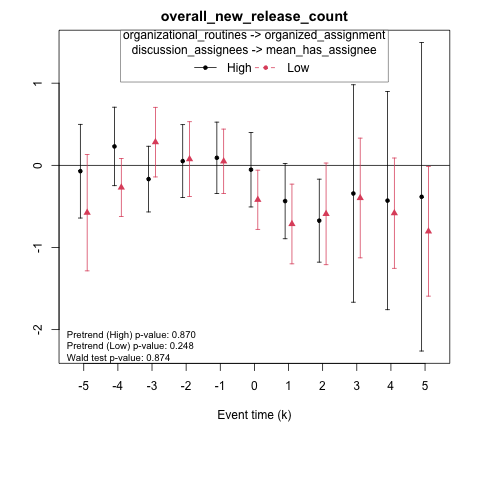 overall_new_release_count
organizational_routines -> organized_assignment
discussion_assignees -> mean_has_assignee
High Low
1
0
-1
-2
Pretrend (High) p-value: 0.870
Pretrend (Low) p-value: 0.248
Wald test p-value: 0.874
-5 -4 -3 -2 -1 0 1 2 3 4 5
Event time (k)